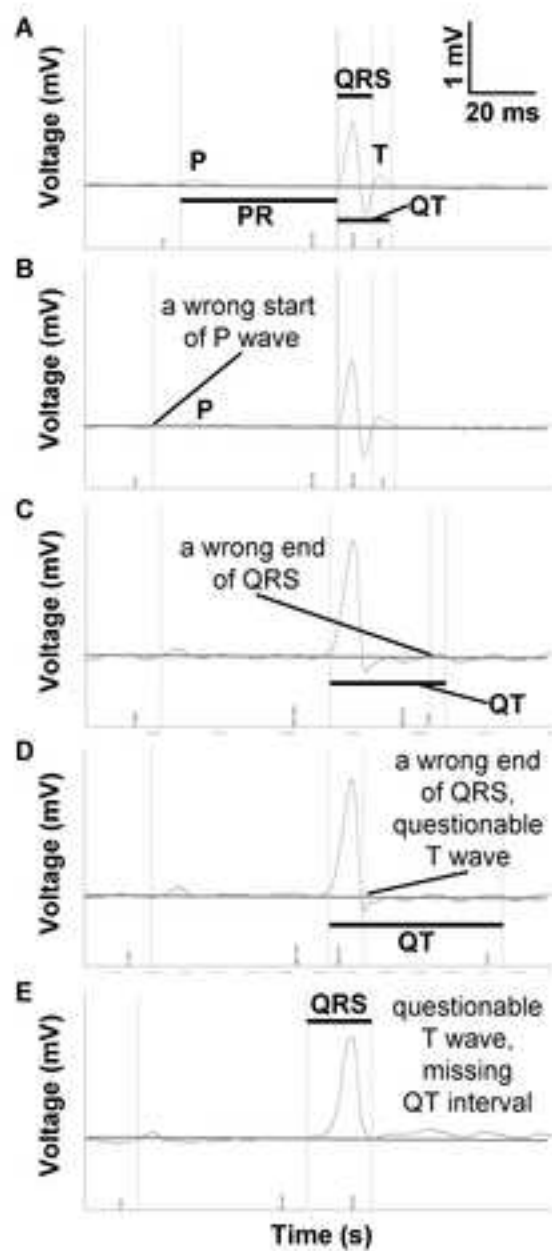 A
Voltage (mV)
QRS
1 mV
20 ms
P
T
PR
QT
B
Voltage (mV)
a wrong start
of P wave
P
C
Voltage (mV)
a wrong end
of QRS
QT
D
Voltage (mV)
a wrong end
of QRS,
questionable
T wave
QT
E
Voltage (mV)
QRS
questionable
T wave,
missing
QT interval
Time (s)